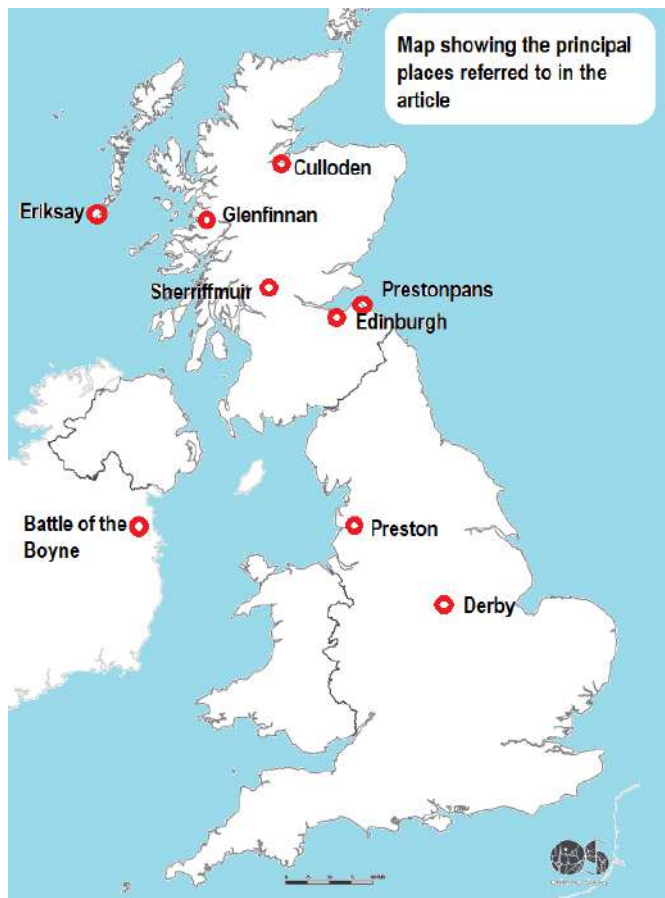 Map showing the principal
places referred to in the
article
Culloden
Eriksay
Glenfinnan
Sherriffmuir
Prestonpans
Edinburgh
Battle of the
Boyne
Preston
Derby